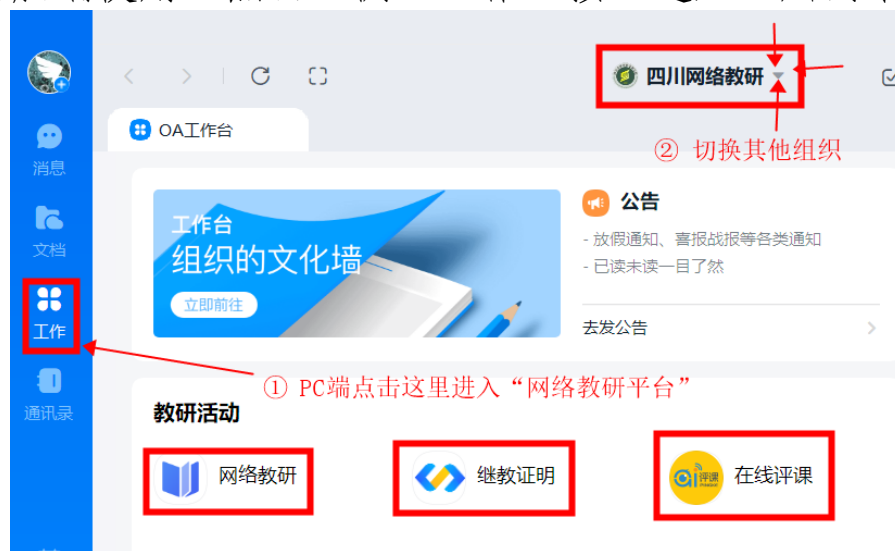 四川网络教研
OA工作台
② 切换其他组织
消息
文档
工作
通讯录
工作台
组织的文化墙
立即前往
公告
- 放假通知、喜报战报等各类通知
- 已读未读一目了然
去发公告
① PC端点击这里进入“网络教研平台”
教研活动
网络教研
继教证明
评课
在线评课